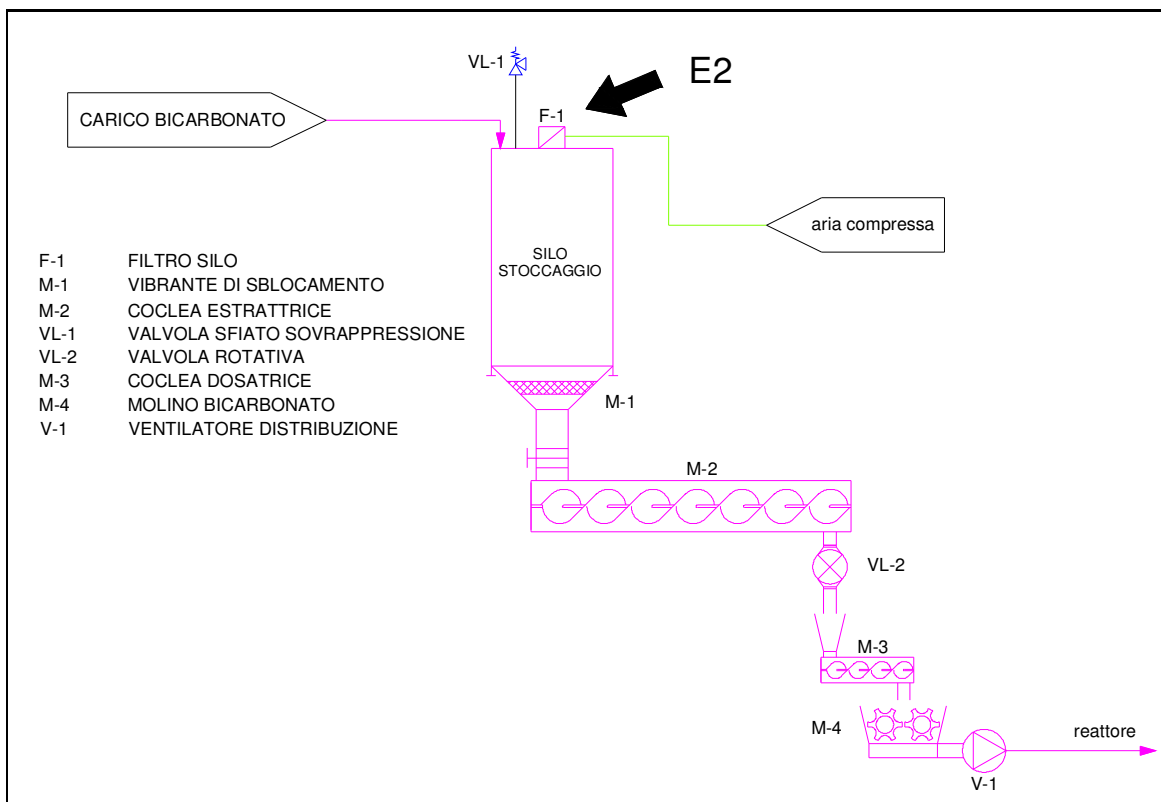 VL-1
E2
CARICO BICARBONATO
F-1
aria compressa
SILO
STOCCAGGIO
F-1 FILTRO SILO
M-1 VIBRANTE DI SBLOCAMENTO
M-2 COCLEA ESTRATTRICE
VL-1 VALVOLA SFIATO SOVRAPPRESSIONE
VL-2 VALVOLA ROTATIVA
M-3 COCLEA DOSATRICE
M-4 MOLINO BICARBONATO
V-1 VENTILATORE DISTRIBUZIONE
M-1
M-2
VL-2
M-3
M-4
reattore
V-1